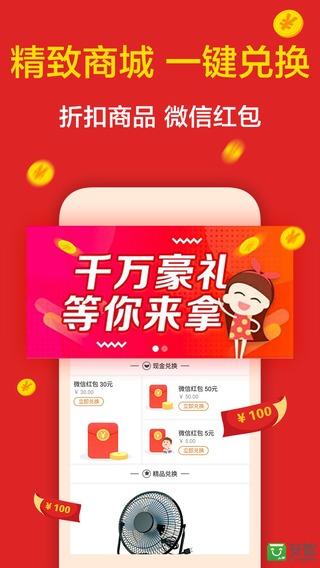 精致商城 一键兑换
折扣商品 微信红包
千万豪礼
等你来拿
现金兑换
微信红包 30元
¥ 30.00
立即兑换
微信红包 50元
¥ 50.00
立即兑换
¥ 100
微信红包 5元
¥ 5.00
立即兑换
¥ 100
精品兑换